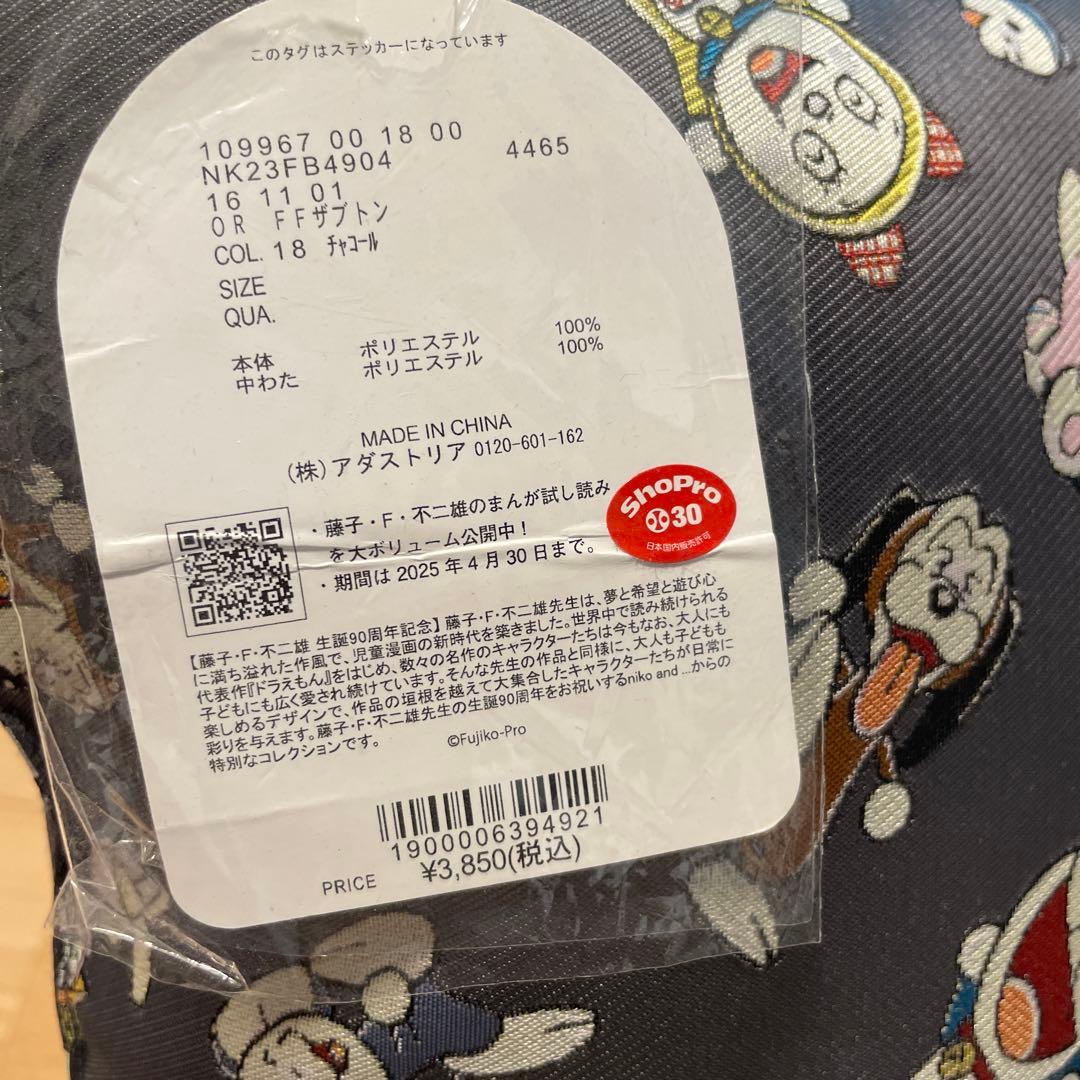 このタグはステッカーになっています
109967 00 18 00
NK23FB4904 4465
16 11 01
OR FFザブトン
COL. 18 ﾁｬｺｰﾙ
SIZE
QUA.
本体 ポリエステル 100%
中わた ポリエステル 100%
MADE IN CHINA
(株)アダストリア 0120-601-162
・藤子・F・不二雄のまんが試し読み
を大ボリューム公開中!
・期間は 2025 年 4 月 30 日まで。
ShoPro
30
日本国内販売許可
【藤子・F・不二雄 生誕90周年記念】藤子・F・不二雄先生は、夢と希望と遊び心
に満ち溢れた作風で、児童漫画の新時代を築きました。世界中で読み続けられる
代表作『ドラえもん』をはじめ、数々の名作のキャラクターたちは今もなお、大人にも
子どもにも広く愛され続けています。そんな先生の作品と同様に、大人も子どもも
楽しめるデザインで、作品の垣根を越えて大集合したキャラクターたちが日常に
彩りを与えます。藤子・F・不二雄先生の生誕90周年をお祝いするniko and ...からの
特別なコレクションです。
©Fujiko-Pro
1900006394921
PRICE ¥3,850(税込)